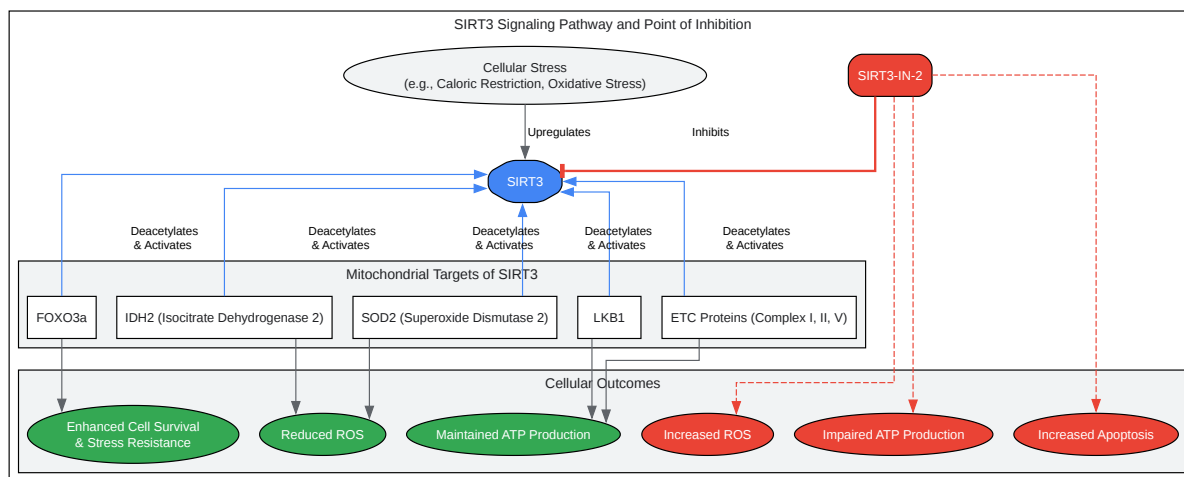 SIRT3 Signaling Pathway and Point of Inhibition
Cellular Stress
(e.g., Caloric Restriction, Oxidative Stress)
SIRT3-IN-2
Upregulates
Inhibits
SIRT3
Deacetylates
& Activates
Deacetylates
& Activates
Deacetylates
& Activates
Deacetylates
& Activates
Deacetylates
& Activates
Mitochondrial Targets of SIRT3
FOXO3a
IDH2 (Isocitrate Dehydrogenase 2)
SOD2 (Superoxide Dismutase 2)
LKB1
ETC Proteins (Complex I, II, V)
Cellular Outcomes
Enhanced Cell Survival
& Stress Resistance
Reduced ROS
Maintained ATP Production
Increased ROS
Impaired ATP Production
Increased Apoptosis